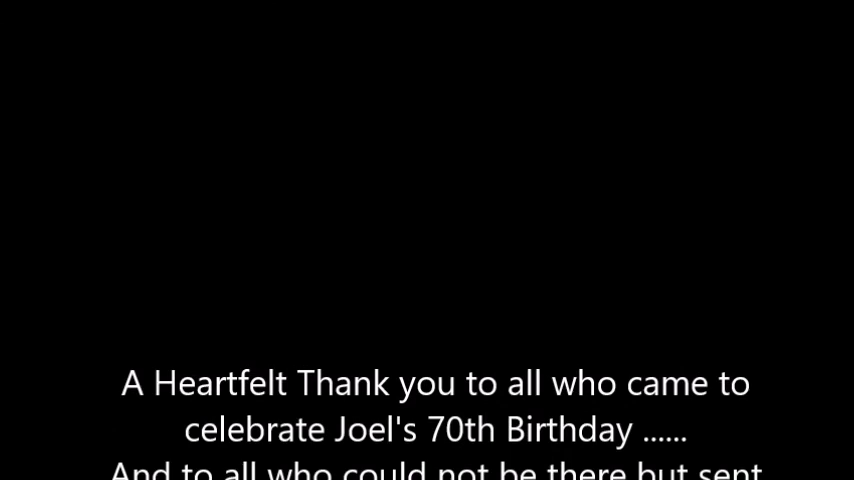 A Heartfelt Thank you to all who came to
celebrate Joel's 70th Birthday ......
And to all who could not be there but sent